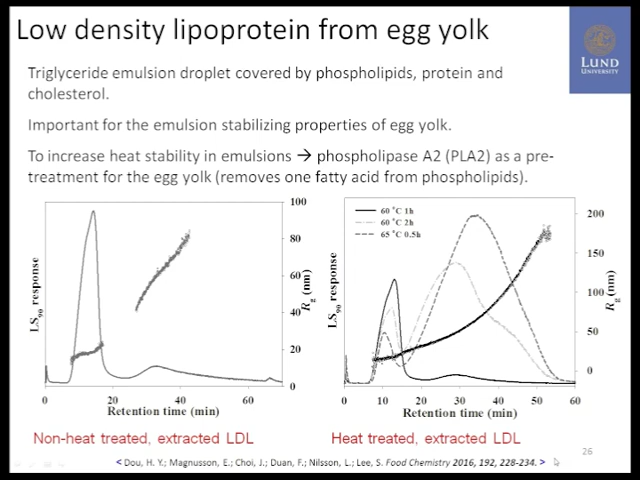 Low density lipoprotein from egg yolk
LUND
UNIVERSITY
Triglyceride emulsion droplet covered by phospholipids, protein and
cholesterol.
Important for the emulsion stabilizing properties of egg yolk.
To increase heat stability in emulsions → phospholipase A2 (PLA2) as a pre-
treatment for the egg yolk (removes one fatty acid from phospholipids).
100
80
60
40
20
0
LS90 response
Rg (nm)
0 20 40 60
Retention time (min)
60 °C 1h
60 °C 2h
65 °C 0.5h
200
150
100
50
0
LS90 response
Rg (nm)
0 10 20 30 40 50 60
Retention time (min)
Non-heat treated, extracted LDL
Heat treated, extracted LDL
26
< Dou, H. Y.; Magnusson, E.; Choi, J.; Duan, F.; Nilsson, L.; Lee, S. Food Chemistry 2016, 192, 228-234. >